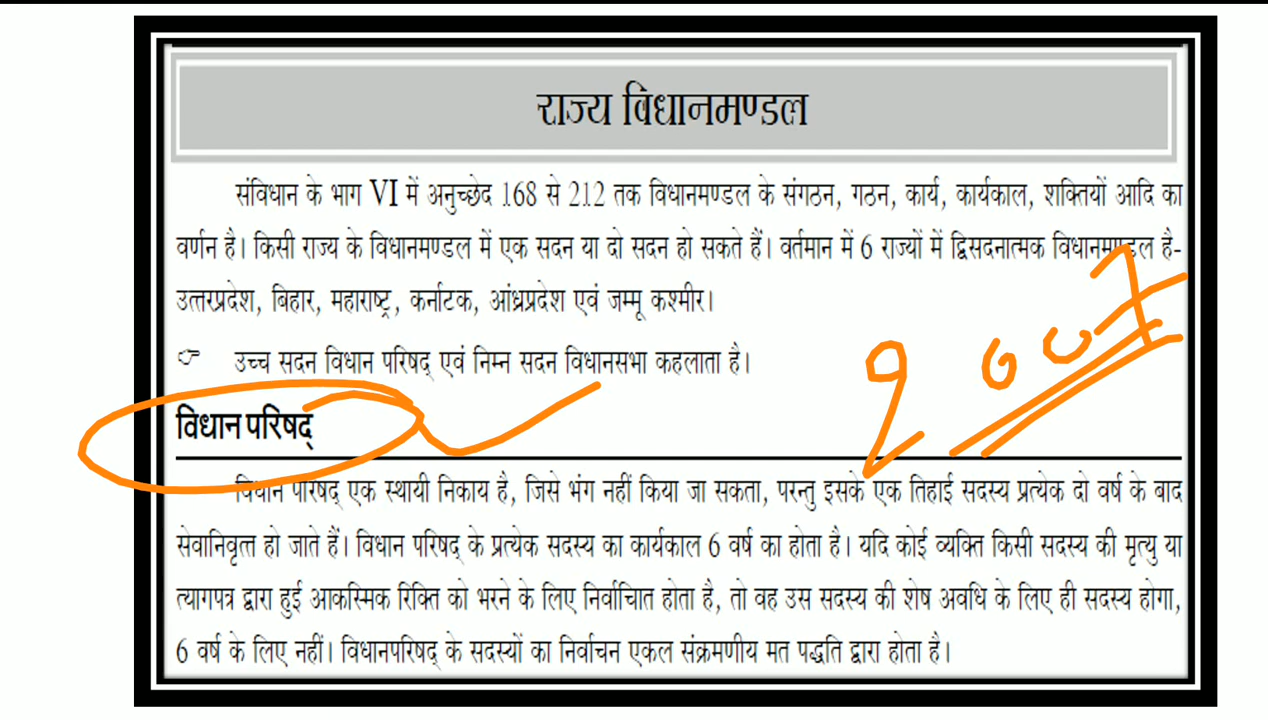 राज्य विधानमण्डल
संविधान के भाग VI में अनुच्छेद 168 से 212 तक विधानमण्डल के संगठन, गठन, कार्य, कार्यकाल, शक्तियों आदि का
वर्णन है। किसी राज्य के विधानमण्डल में एक सदन या दो सदन हो सकते हैं। वर्तमान में 6 राज्यों में द्विसदनात्मक विधानमण्डल है-
उत्तरप्रदेश, बिहार, महाराष्ट्र, कर्नाटक, आंध्रप्रदेश एवं जम्मू कश्मीर।
☞ उच्च सदन विधान परिषद् एवं निम्न सदन विधानसभा कहलाता है।
2007
विधान परिषद्
विधान परिषद् एक स्थायी निकाय है, जिसे भंग नहीं किया जा सकता, परन्तु इसके एक तिहाई सदस्य प्रत्येक दो वर्ष के बाद
सेवानिवृत्त हो जाते हैं। विधान परिषद् के प्रत्येक सदस्य का कार्यकाल 6 वर्ष का होता है। यदि कोई व्यक्ति किसी सदस्य की मृत्यु या
त्यागपत्र द्वारा हुई आकस्मिक रिक्ति को भरने के लिए निर्वाचित होता है, तो वह उस सदस्य की शेष अवधि के लिए ही सदस्य होगा,
6 वर्ष के लिए नहीं। विधानपरिषद् के सदस्यों का निर्वाचन एकल संक्रमणीय मत पद्धति द्वारा होता है।